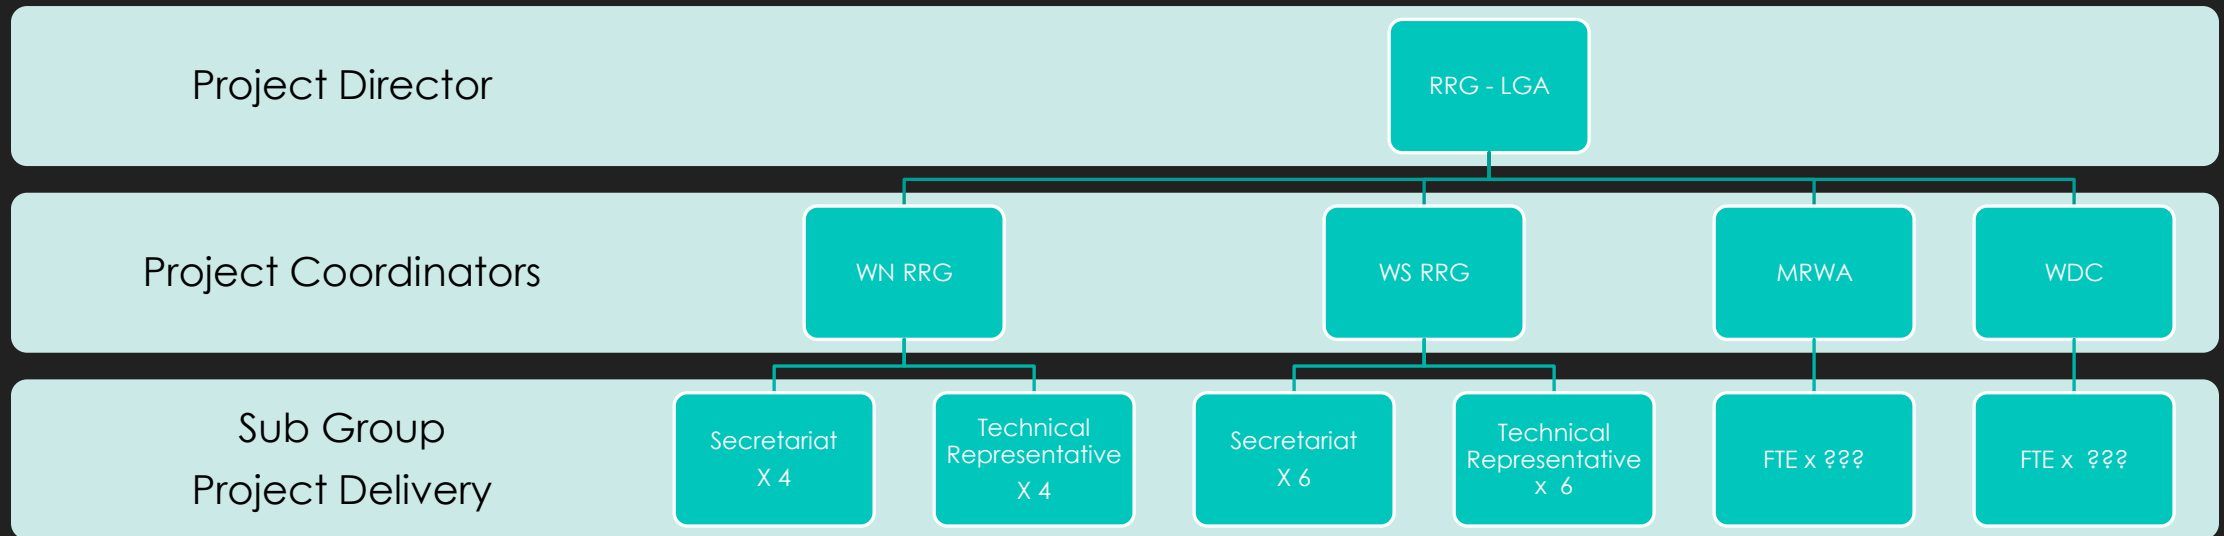 Project Director
RRG - LGA
Project Coordinators
WN RRG
WS RRG
MRWA
WDC
Sub Group
Project Delivery
Secretariat
X 4
Technical
Representative
X 4
Secretariat
X 6
Technical
Representative
x  6
FTE x ???
FTE x  ???